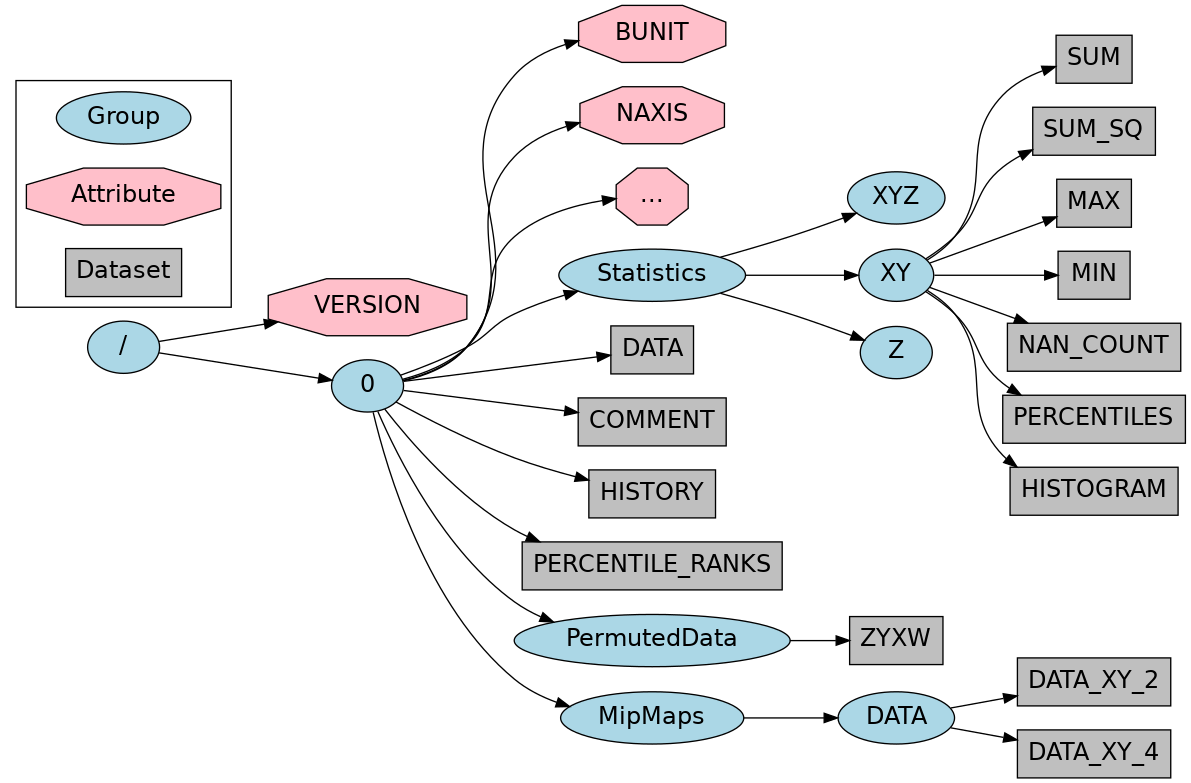 Group
Attribute
Dataset
/
VERSION
0
BUNIT
NAXIS
...
Statistics
DATA
COMMENT
HISTORY
PERCENTILE_RANKS
PermutedData
MipMaps
XYZ
XY
Z
ZYXW
DATA
SUM
SUM_SQ
MAX
MIN
NAN_COUNT
PERCENTILES
HISTOGRAM
DATA_XY_2
DATA_XY_4